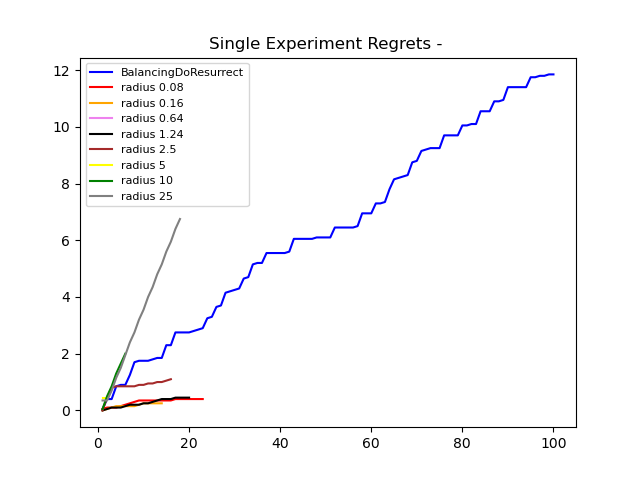 Single Experiment Regrets -
BalancingDoResurrect
radius 0.08
radius 0.16
radius 0.64
radius 1.24
radius 2.5
radius 5
radius 10
radius 25
12
10
8
6
4
2
0
0 20 40 60 80 100